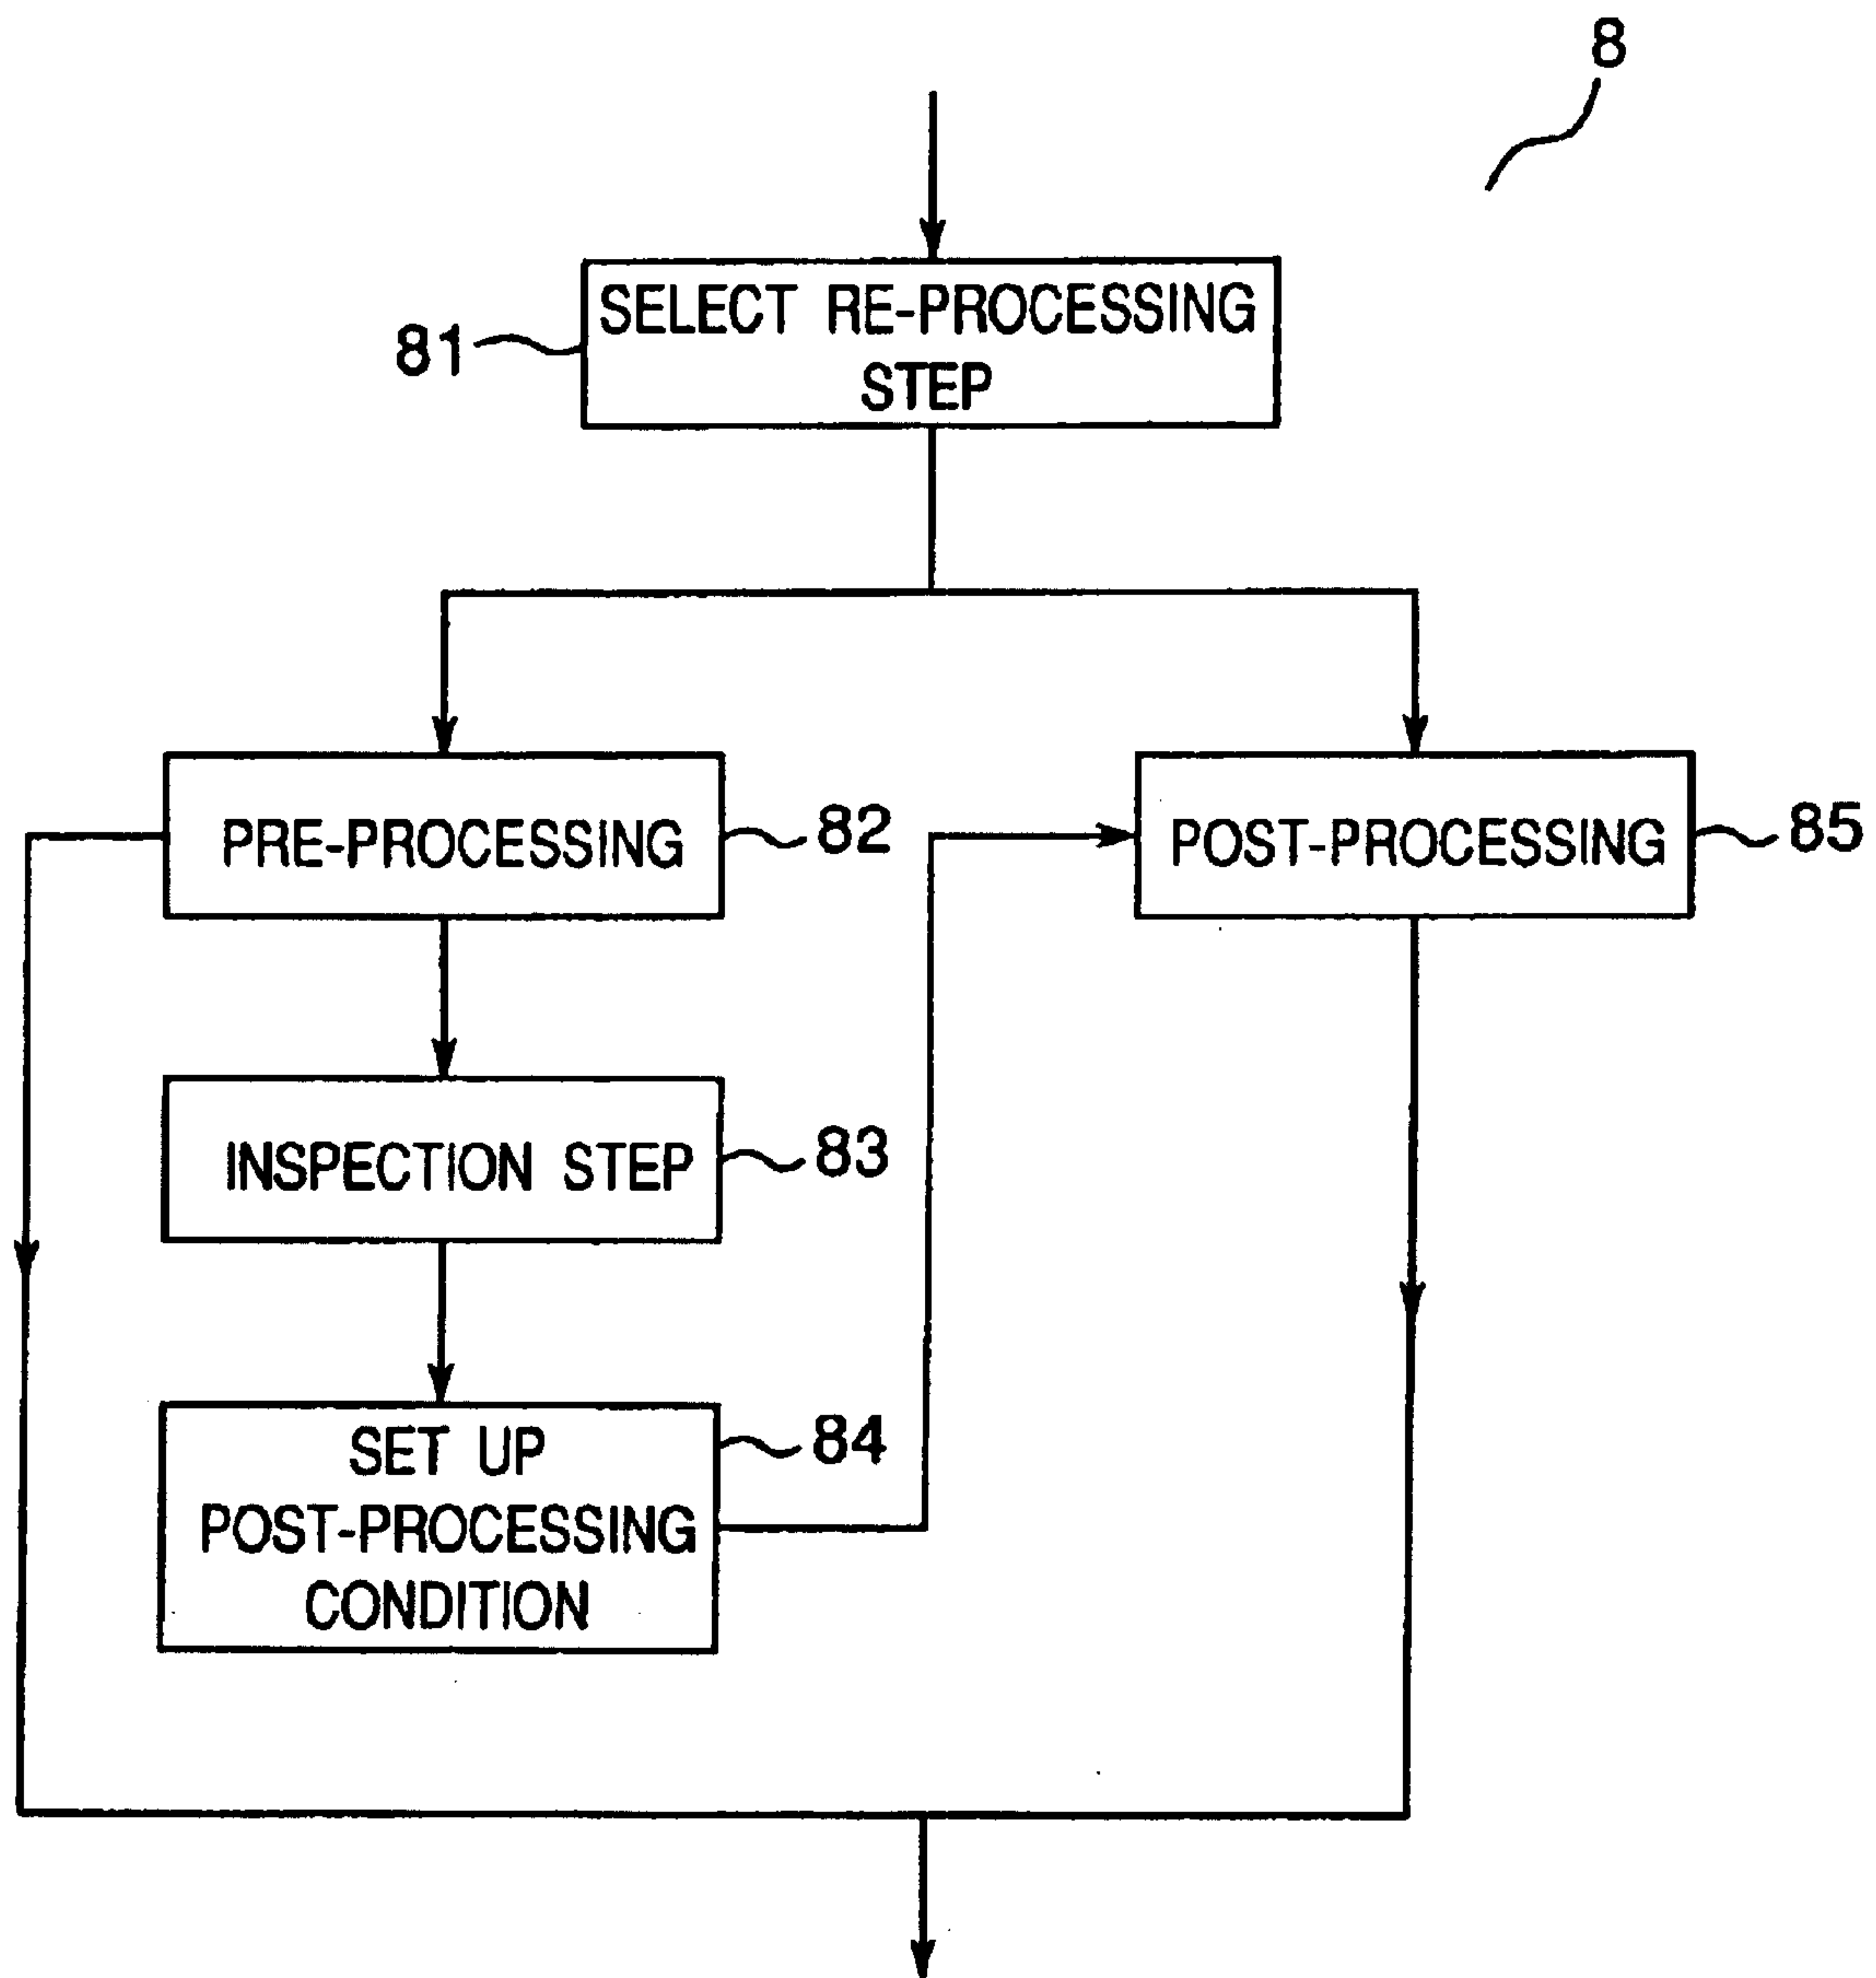 8
81
SELECT RE-PROCESSING
STEP
PRE-PROCESSING
82
POST-PROCESSING
85
INSPECTION STEP
83
SET UP
POST-PROCESSING
CONDITION
84